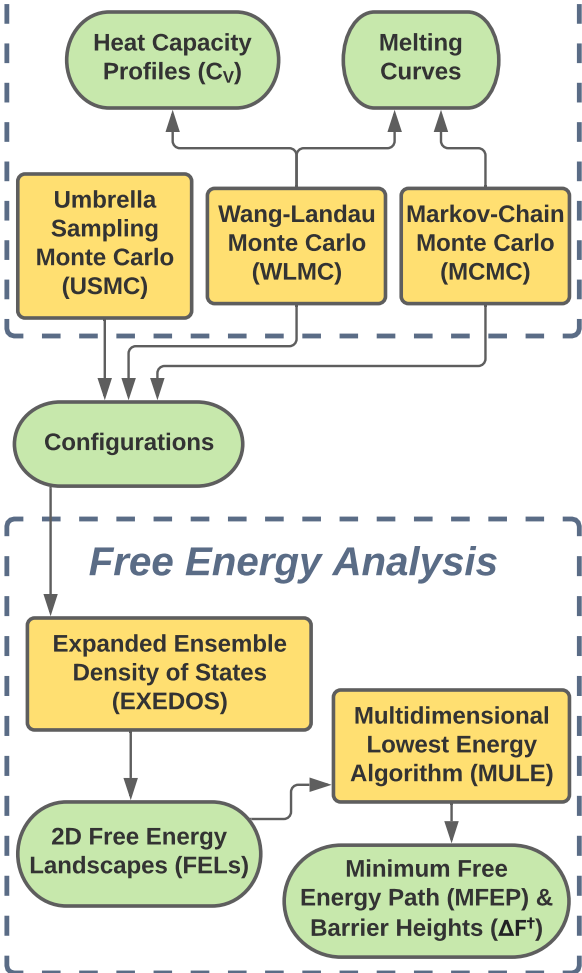 Heat Capacity
Profiles (CV)
Melting
Curves
Umbrella
Sampling
Monte Carlo
(USMC)
Wang-Landau
Monte Carlo
(WLMC)
Markov-Chain
Monte Carlo
(MCMC)
Configurations
Free Energy Analysis
Expanded Ensemble
Density of States
(EXEDOS)
Multidimensional
Lowest Energy
Algorithm (MULE)
2D Free Energy
Landscapes (FELs)
Minimum Free
Energy Path (MFEP) &
Barrier Heights (ΔF†)